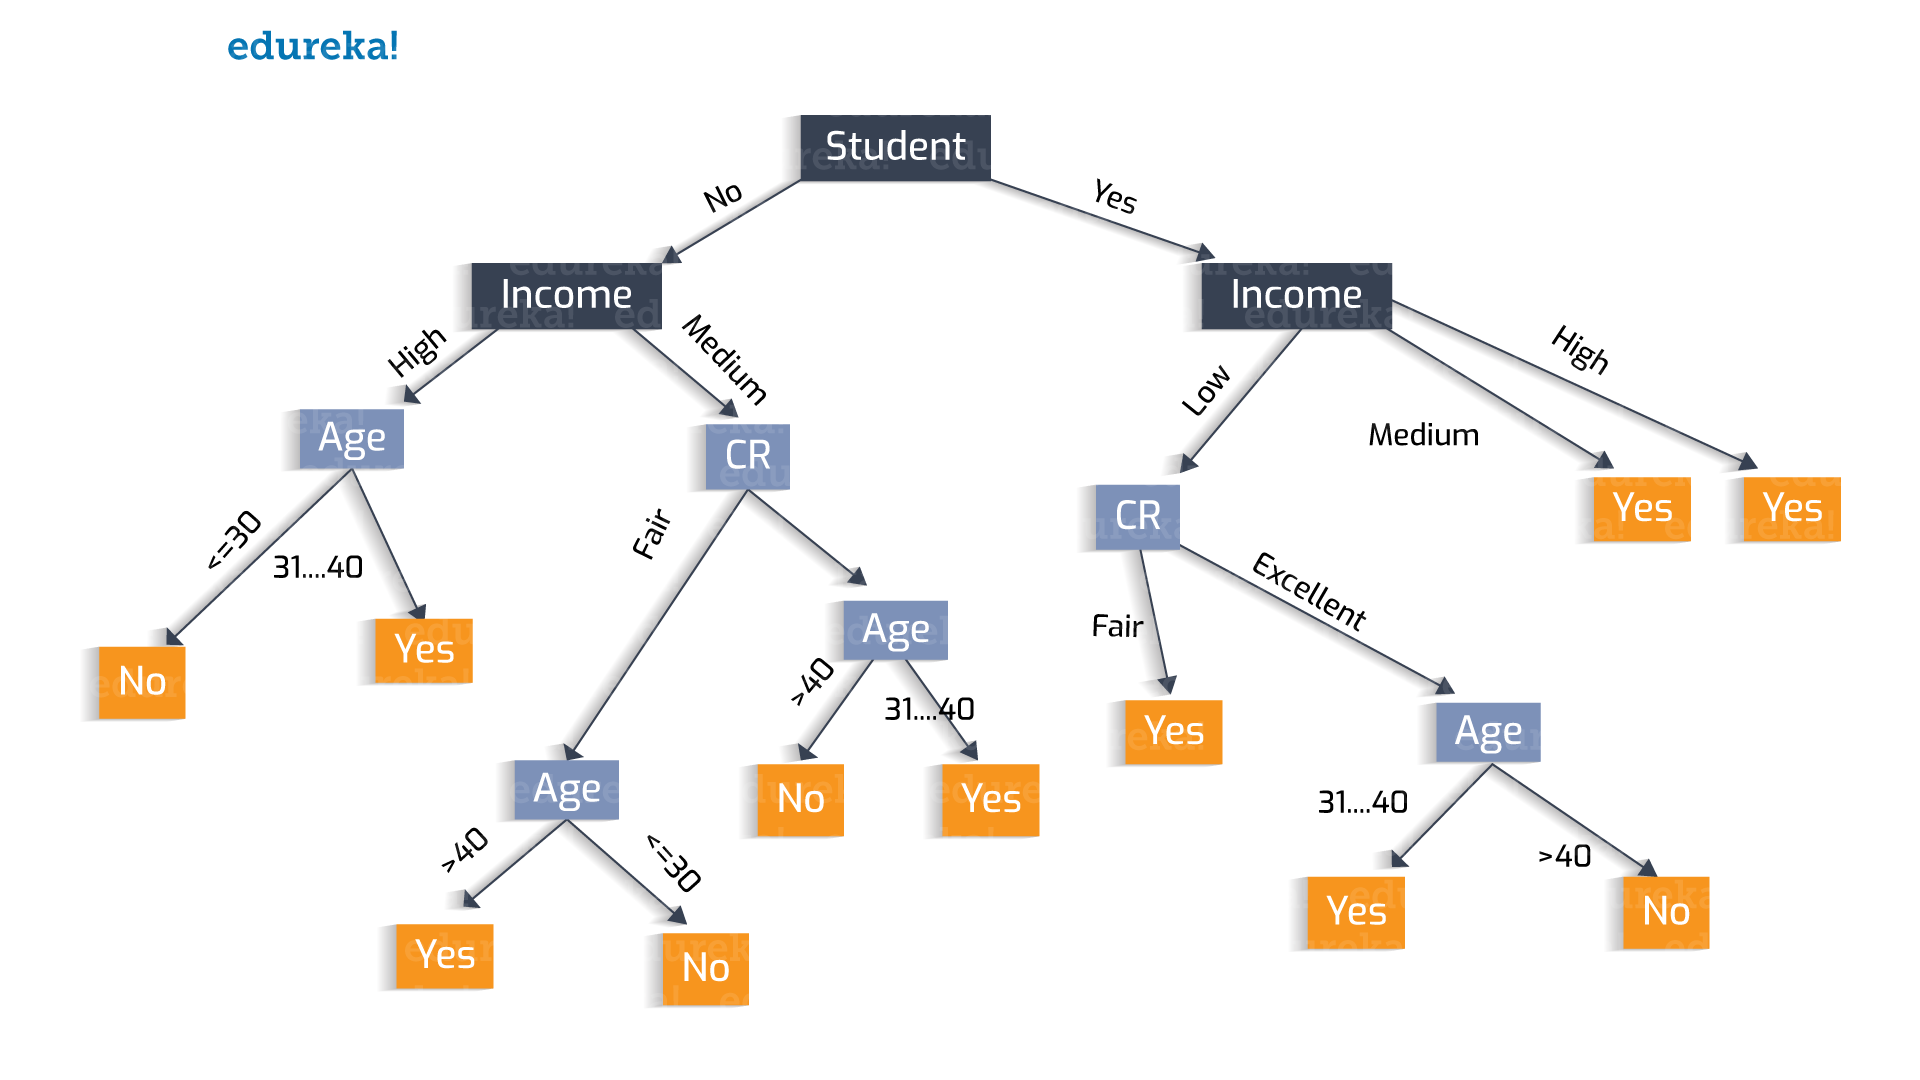 edureka!
Student
No
Yes
Income
Income
High
Medium
Low
Medium
High
Age
CR
CR
Yes
Yes
<=30
31....40
Fair
Fair
Excellent
No
Yes
Age
>40
31....40
Yes
Age
Age
No
Yes
31....40
>40
>40
<=30
Yes
No
Yes
No